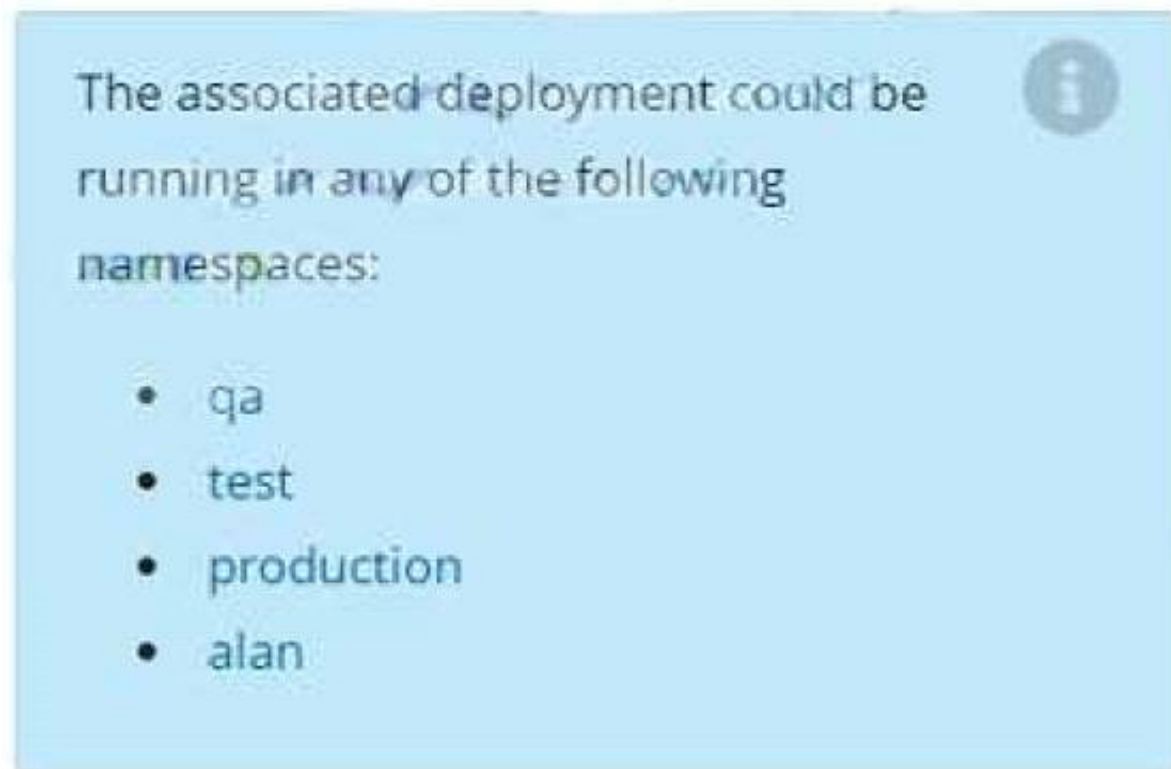 The associated deployment could be
running in any of the following
namespaces:
• qa
• test
• production
• alan